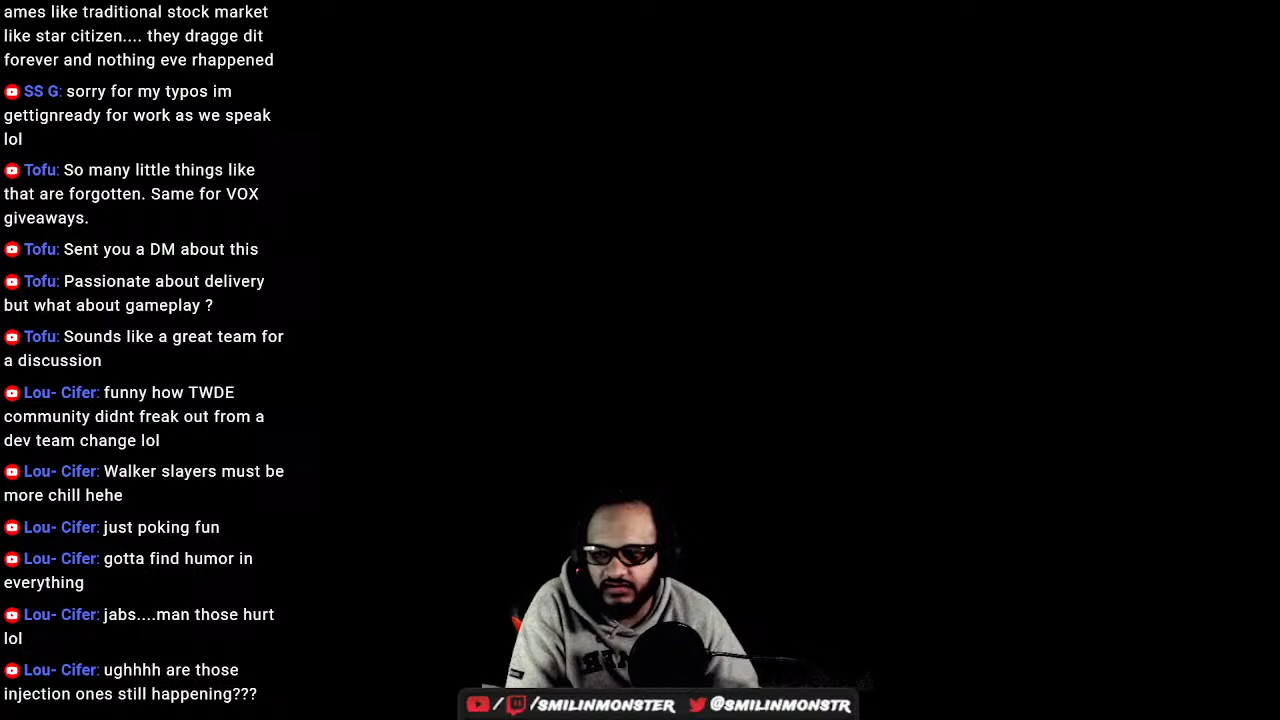 ames like traditional stock market
like star citizen.... they dragge dit
forever and nothing eve rhappened
SS G: sorry for my typos im
gettignready for work as we speak
lol
Tofu: So many little things like
that are forgotten. Same for VOX
giveaways.
Tofu: Sent you a DM about this
Tofu: Passionate about delivery
but what about gameplay ?
Tofu: Sounds like a great team for
a discussion
Lou- Cifer: funny how TWDE
community didnt freak out from a
dev team change lol
Lou- Cifer: Walker slayers must be
more chill hehe
Lou- Cifer: just poking fun
Lou- Cifer: gotta find humor in
everything
Lou- Cifer: jabs....man those hurt
lol
Lou- Cifer: ughhhh are those
injection ones still happening???
/ /SMILINMONSTER @SMILINMONSTR